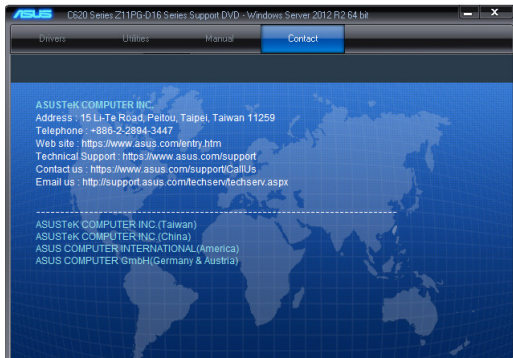 ASUS C620 Series Z11PG-D16 Series Support DVD - Windows Server 2012 R2 64 bit
Drivers Utilities Manual Contact
ASUSTeK COMPUTER INC.
Address : 15 Li-Te Road, Peitou, Taipei, Taiwan 11259
Telephone : +886-2-2894-3447
Web site : https://www.asus.com/entry.htm
Technical Support : https://www.asus.com/support
Contact us : https://www.asus.com/support/CallUs
Email us : http://support.asus.com/techserv/techserv.aspx
ASUSTeK COMPUTER INC.(Taiwan)
ASUSTeK COMPUTER INC.(China)
ASUS COMPUTER INTERNATIONAL(America)
ASUS COMPUTER GmbH(Germany & Austria)